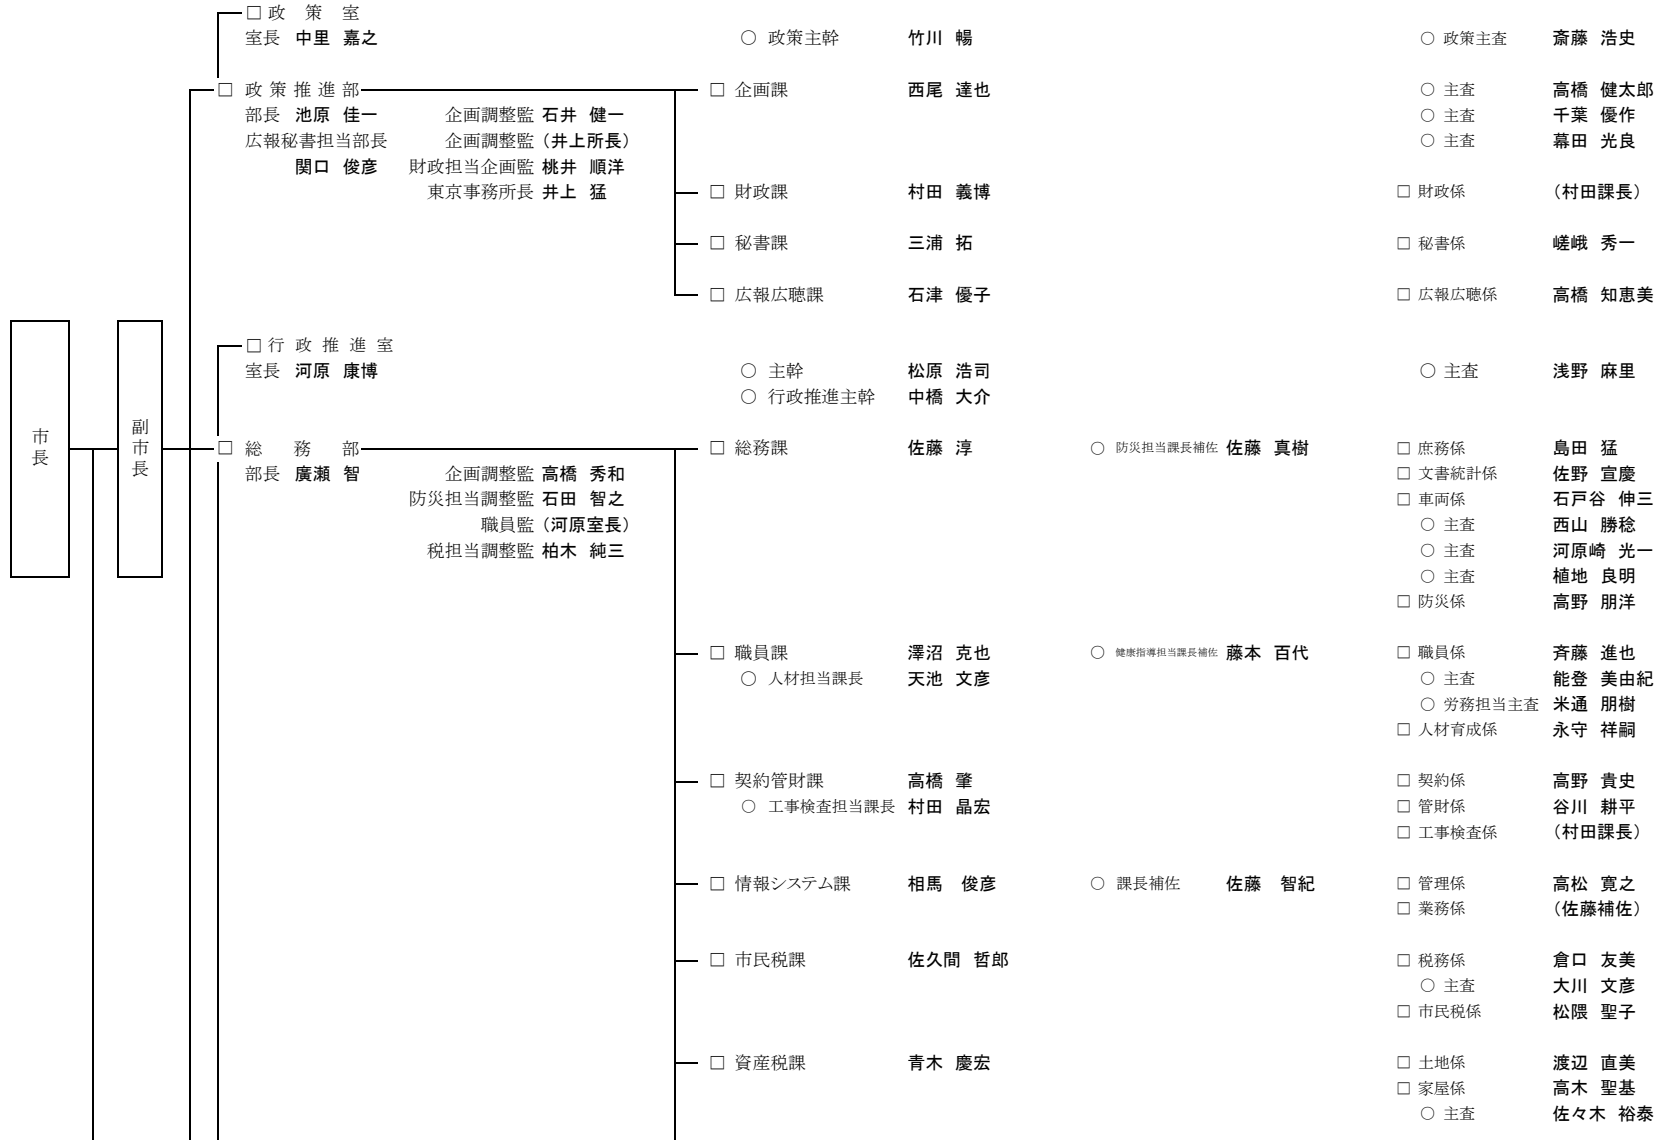 □ 政 策 室
室長 中里 嘉之 ○ 政策主幹 竹川 暢 ○ 政策主査 斎藤 浩史
□ 政 策 推 進 部 □ 企画課 西尾 達也 ○ 主査 高橋 健太郎
部長 池原 佳一 企画調整監 石井 健一 ○ 主査 千葉 優作
広報秘書担当部長 企画調整監 (井上所長) ○ 主査 幕田 光良
関口 俊彦 財政担当企画監 桃井 順洋
東京事務所長 井上 猛 □ 財政課 村田 義博 □ 財政係 (村田課長)
□ 秘書課 三浦 拓 □ 秘書係 嵯峨 秀一
□ 広報広聴課 石津 優子 □ 広報広聴係 高橋 知恵美
市長
副市長
□ 行 政 推 進 室
室長 河原 康博 ○ 主幹 松原 浩司 ○ 主査 浅野 麻里
○ 行政推進主幹 中橋 大介
□ 総 務 部 □ 総務課 佐藤 淳 ○ 防災担当課長補佐 佐藤 真樹 □ 庶務係 島田 猛
部長 廣瀬 智 企画調整監 高橋 秀和 □ 文書統計係 佐野 宣慶
防災担当調整監 石田 智之 □ 車両係 石戸谷 伸三
職員監 (河原室長) ○ 主査 西山 勝稔
税担当調整監 柏木 純三 ○ 主査 河原崎 光一
○ 主査 植地 良明
□ 防災係 高野 朋洋
□ 職員課 澤沼 克也 ○ 健康指導担当課長補佐 藤本 百代 □ 職員係 斉藤 進也
○ 人材担当課長 天池 文彦 ○ 主査 能登 美由紀
○ 労務担当主査 米通 朋樹
□ 人材育成係 永守 祥嗣
□ 契約管財課 高橋 肇 □ 契約係 高野 貴史
○ 工事検査担当課長 村田 晶宏 □ 管財係 谷川 耕平
□ 工事検査係 (村田課長)
□ 情報システム課 相馬 俊彦 ○ 課長補佐 佐藤 智紀 □ 管理係 高松 寛之
□ 業務係 (佐藤補佐)
□ 市民税課 佐久間 哲郎 □ 税務係 倉口 友美
○ 主査 大川 文彦
□ 市民税係 松隈 聖子
□ 資産税課 青木 慶宏 □ 土地係 渡辺 直美
□ 家屋係 高木 聖基
○ 主査 佐々木 裕泰